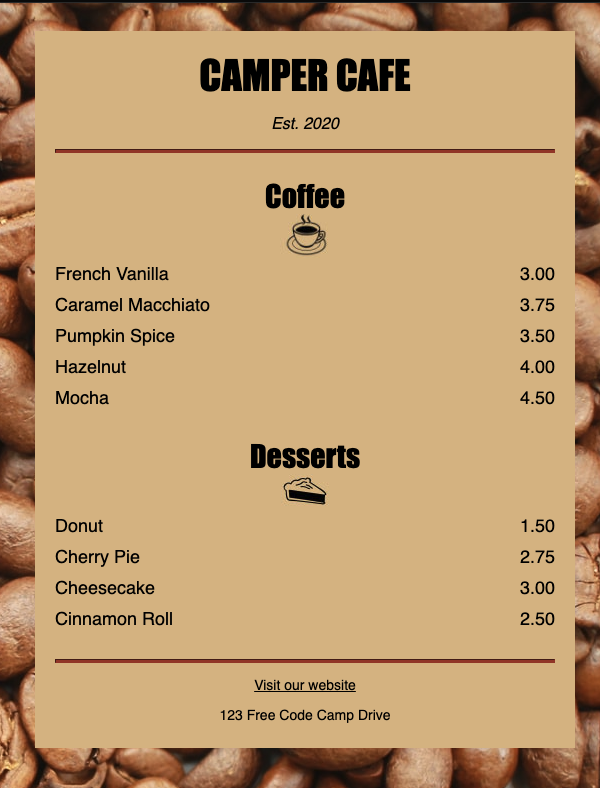 CAMPER CAFE
Est. 2020
Coffee
French Vanilla 3.00
Caramel Macchiato 3.75
Pumpkin Spice 3.50
Hazelnut 4.00
Mocha 4.50
Desserts
Donut 1.50
Cherry Pie 2.75
Cheesecake 3.00
Cinnamon Roll 2.50
Visit our website
123 Free Code Camp Drive